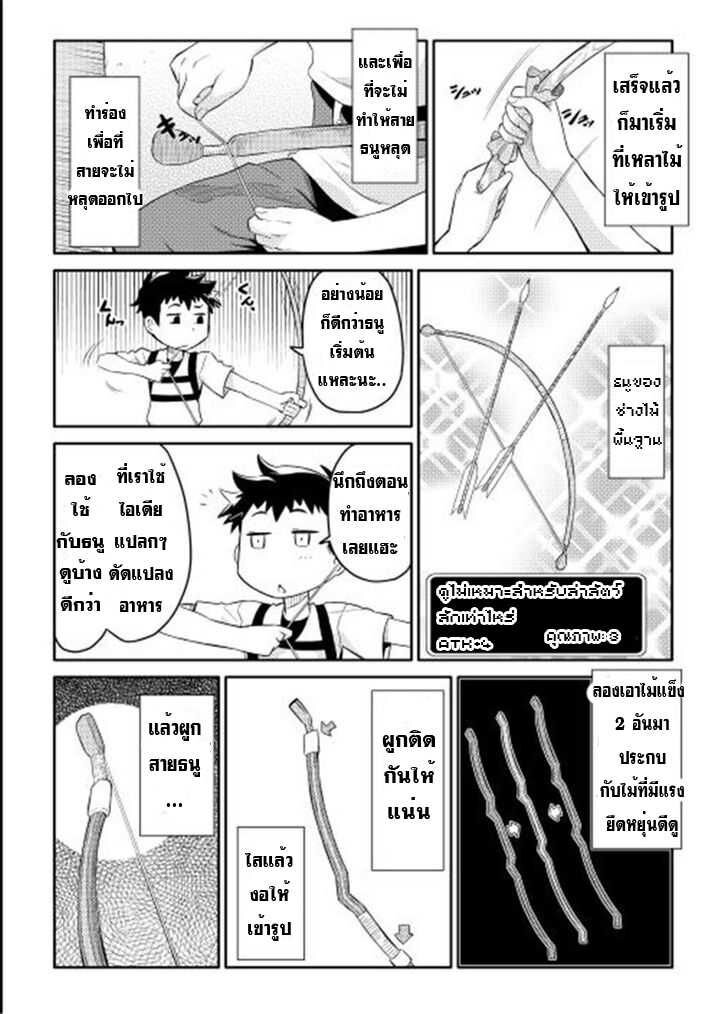 เสร็จแล้ว
ก็มาเริ่ม
ที่เหลาไม้
ให้เข้ารูป
และเพื่อ
ที่จะไม่
ทำให้สาย
ธนูหลุด
ทำร่อง
เพื่อที่
สายจะไม่
หลุดออกไป
ธนูของ
ช่างไม้
พื้นฐาน
ดูไม่เหมาะสำหรับล่าสัตว์
สักเท่าไหร่
ATK+4 คุณภาพ:3
อย่างน้อย
ก็ดีกว่าธนู
เริ่มต้น
แหละนะ..
นึกถึงตอน
ทำอาหาร
เลยแฮะ
ที่เราใช้
ไอเดีย
แปลกๆ
ดัดแปลง
อาหาร
ลอง
ใช้
กับธนู
ดูบ้าง
ดีกว่า
ลองเอาไม้แข็ง
2 อันมา
ประกบ
กับไม้ที่มีแรง
ยืดหยุ่นดีดู
ผูกติด
กันให้
แน่น
ไสแล้ว
งอให้
เข้ารูป
แล้วผูก
สายธนู
...